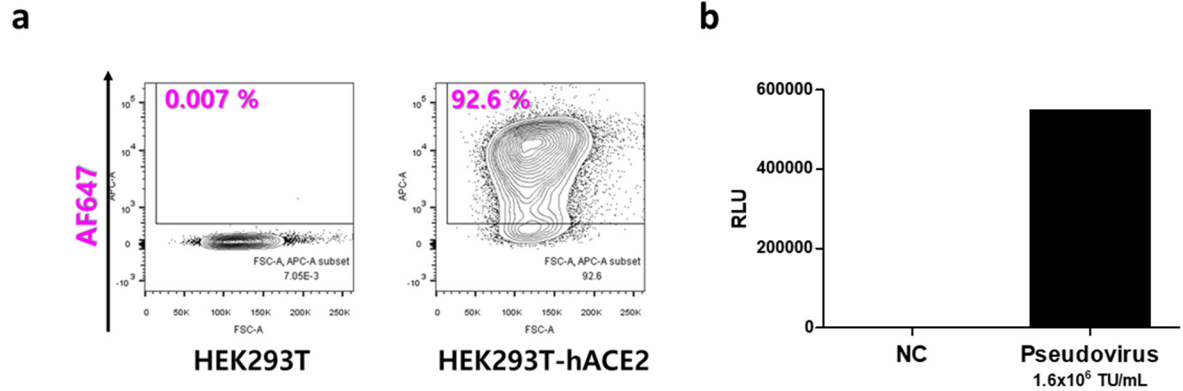 a
0.007 %
AF647
APC-A
10^5
10^4
10^3
0
-10^3
FSC-A, APC-A subset
7.05E-3
0 50K 100K 150K 200K 250K
FSC-A
HEK293T
92.6 %
APC-A
10^5
10^4
10^3
0
-10^3
FSC-A, APC-A subset
92.6
0 50K 100K 150K 200K 250K
FSC-A
HEK293T-hACE2
b
RLU
600000
400000
200000
0
NC Pseudovirus
1.6x10^6 TU/mL